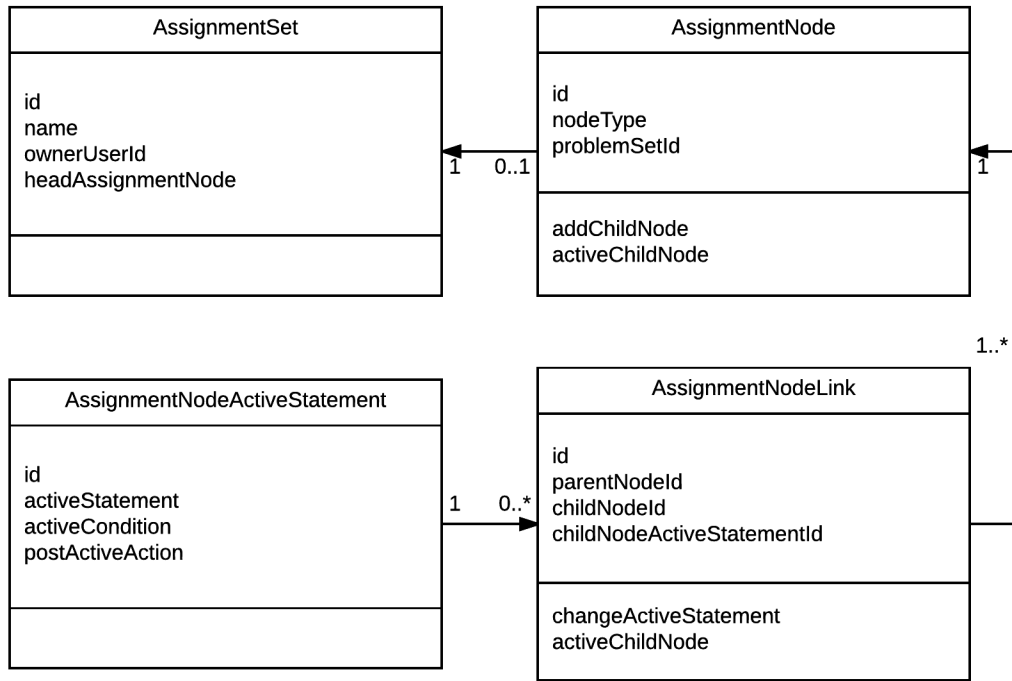 AssignmentSet
id
name
ownerUserId
headAssignmentNode
1
0..1
AssignmentNode
id
nodeType
problemSetId
addChildNode
activeChildNode
1
1..*
AssignmentNodeActiveStatement
id
activeStatement
activeCondition
postActiveAction
1
0..*
AssignmentNodeLink
id
parentNodeId
childNodeId
childNodeActiveStatementId
changeActiveStatement
activeChildNode